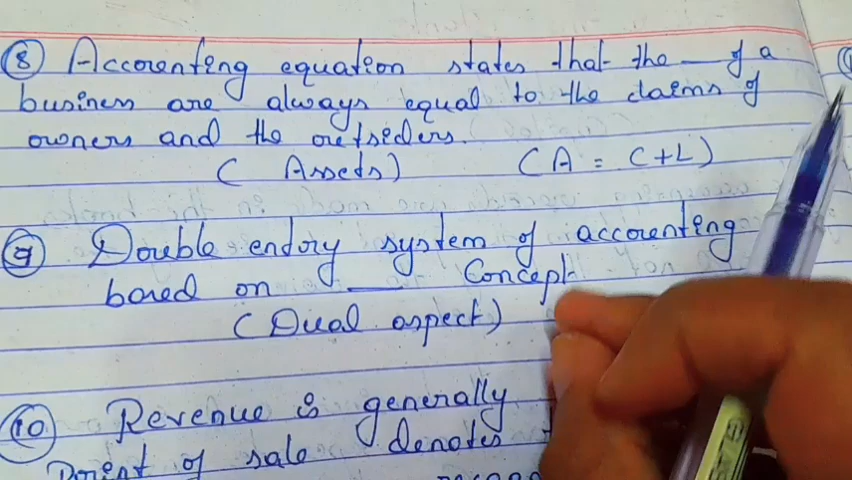 (8) Accounting equation states that the __ of a
business are always equal to the claims of
owners and the outsiders.
( Assets ) ( A = C + L )
(9) Double entry system of accounting
based on __ Concept
( Dual aspect )
(10) Revenue is generally
Point of sale denotes